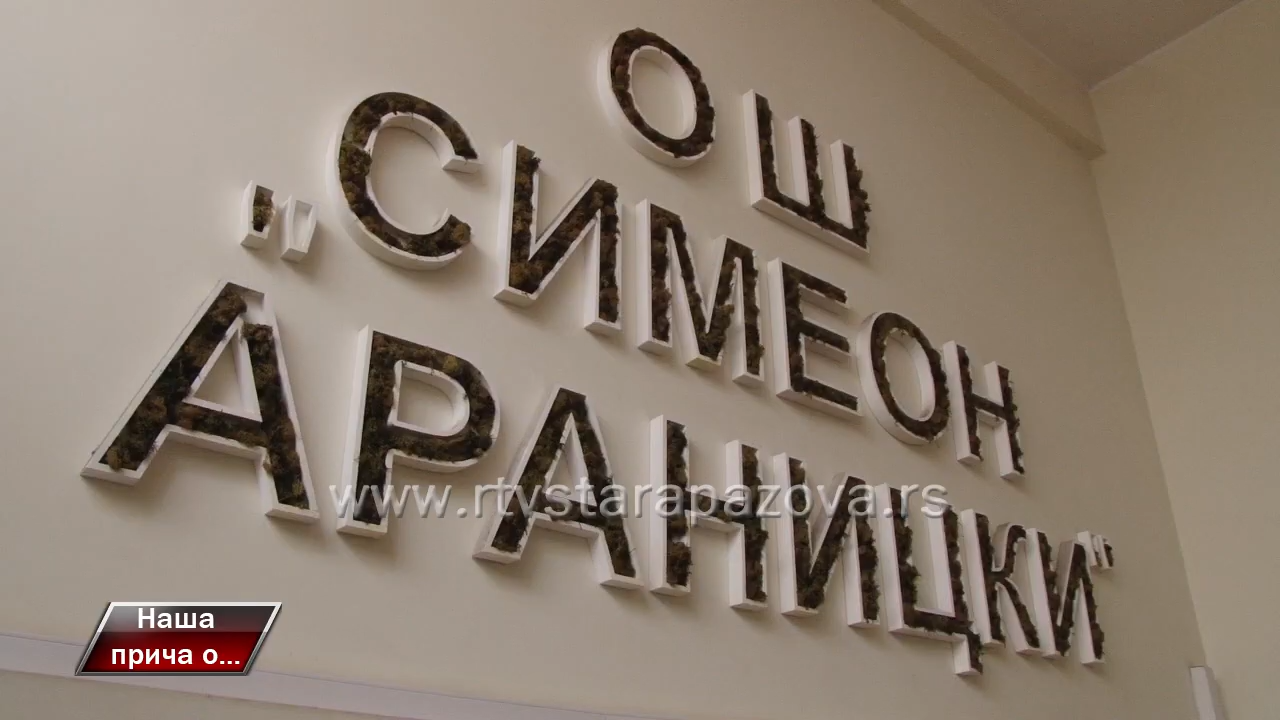 ОШ
"СИМЕОН
АРАНИЦКИ"
www.rtvstarapazova.rs
Наша
прича о...